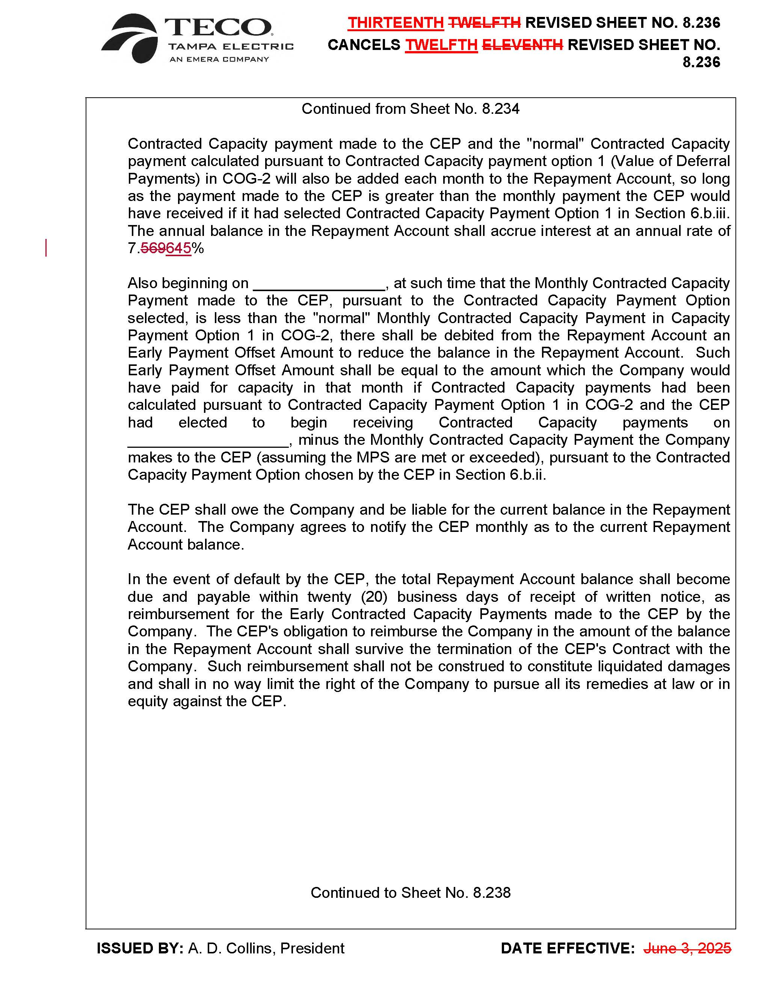 TECO®
TAMPA ELECTRIC
AN EMERA COMPANY
THIRTEENTH TWELFTH REVISED SHEET NO. 8.236
CANCELS TWELFTH ELEVENTH REVISED SHEET NO.
8.236
Continued from Sheet No. 8.234
Contracted Capacity payment made to the CEP and the "normal" Contracted Capacity
payment calculated pursuant to Contracted Capacity payment option 1 (Value of Deferral
Payments) in COG-2 will also be added each month to the Repayment Account, so long
as the payment made to the CEP is greater than the monthly payment the CEP would
have received if it had selected Contracted Capacity Payment Option 1 in Section 6.b.iii.
The annual balance in the Repayment Account shall accrue interest at an annual rate of
7.569645%
Also beginning on ________________, at such time that the Monthly Contracted Capacity
Payment made to the CEP, pursuant to the Contracted Capacity Payment Option
selected, is less than the "normal" Monthly Contracted Capacity Payment in Capacity
Payment Option 1 in COG-2, there shall be debited from the Repayment Account an
Early Payment Offset Amount to reduce the balance in the Repayment Account. Such
Early Payment Offset Amount shall be equal to the amount which the Company would
have paid for capacity in that month if Contracted Capacity payments had been
calculated pursuant to Contracted Capacity Payment Option 1 in COG-2 and the CEP
had elected to begin receiving Contracted Capacity payments on
____________________, minus the Monthly Contracted Capacity Payment the Company
makes to the CEP (assuming the MPS are met or exceeded), pursuant to the Contracted
Capacity Payment Option chosen by the CEP in Section 6.b.ii.
The CEP shall owe the Company and be liable for the current balance in the Repayment
Account. The Company agrees to notify the CEP monthly as to the current Repayment
Account balance.
In the event of default by the CEP, the total Repayment Account balance shall become
due and payable within twenty (20) business days of receipt of written notice, as
reimbursement for the Early Contracted Capacity Payments made to the CEP by the
Company. The CEP's obligation to reimburse the Company in the amount of the balance
in the Repayment Account shall survive the termination of the CEP's Contract with the
Company. Such reimbursement shall not be construed to constitute liquidated damages
and shall in no way limit the right of the Company to pursue all its remedies at law or in
equity against the CEP.
Continued to Sheet No. 8.238
ISSUED BY: A. D. Collins, President
DATE EFFECTIVE: June 3, 2025